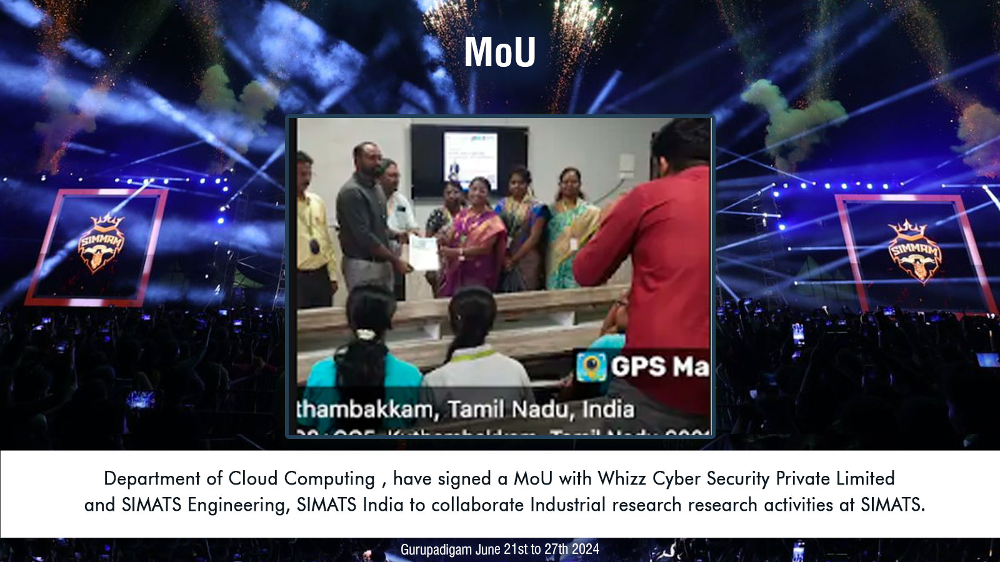 MoU
SIMMAM
SIMMAM
GPS Ma
thambakkam, Tamil Nadu, India
Department of Cloud Computing , have signed a MoU with Whizz Cyber Security Private Limited
and SIMATS Engineering, SIMATS India to collaborate Industrial research research activities at SIMATS.
Gurupadigam June 21st to 27th 2024